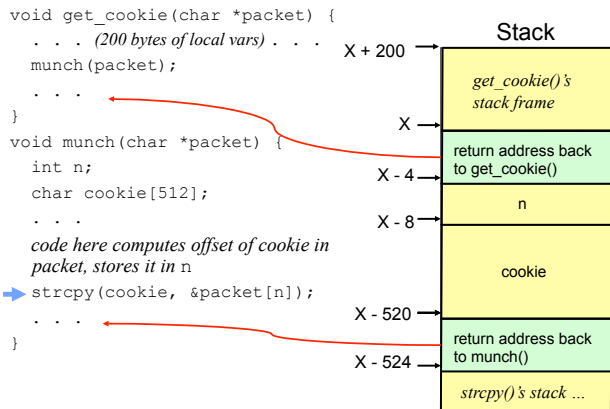 void get_cookie(char *packet) {
. . . (200 bytes of local vars) . . .
munch(packet);
. . .
}
void munch(char *packet) {
int n;
char cookie[512];
. . .
code here computes offset of cookie in
packet, stores it in n
strcpy(cookie, &packet[n]);
. . .
}
Stack
X + 200
get_cookie()'s
stack frame
X
return address back
to get_cookie()
X - 4
n
X - 8
cookie
X - 520
return address back
to munch()
X - 524
strcpy()'s stack ...